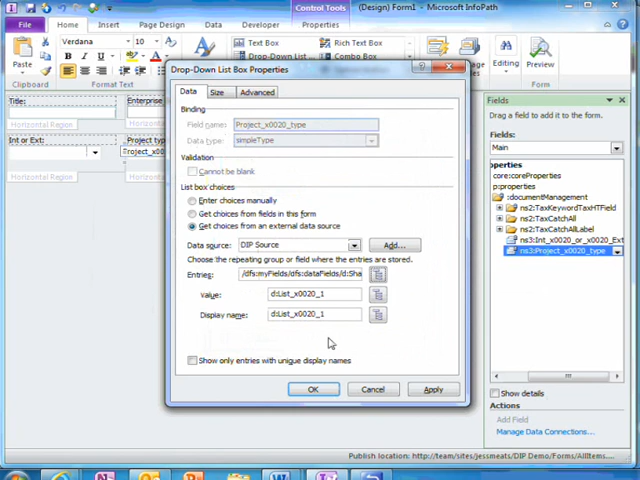 Control Tools
(Design) Form1 - Microsoft InfoPath
File
Home
Insert
Page Design
Data
Developer
Properties
Verdana
10
Text Box
Rich Text Box
Drop-Down List Box
Combo Box
Paste
Editing
Preview
Clipboard
Form
Title:
Enterprise
Horizontal Region
Horizontal
Int or Ext:
Project typ
Project_x00
Horizontal Region
Horizontal
Drop-Down List Box Properties
Data
Size
Advanced
Binding
Field name:
Project_x0020_type
Data type:
simpleType
Validation
Cannot be blank
List box choices
Enter choices manually
Get choices from fields in this form
Get choices from an external data source
Data source:
DIP Source
Add...
Choose the repeating group or field where the entries are stored.
Entries:
/dfs:myFields/dfs:dataFields/d:Sha
Value:
d:List_x0020_1
Display name:
d:List_x0020_1
Show only entries with unique display names
OK
Cancel
Apply
Fields
Drag a field to add it to the form.
Fields:
Main
roperties
core:coreProperties
p:properties
:documentManagement
ns2:TaxKeywordTaxHTField
ns2:TaxCatchAll
ns2:TaxCatchAllLabel
ns3:Int_x0020_or_x0020_Ext
ns3:Project_x0020_type
Show details
Actions
Add Field
Manage Data Connections...
Publish location: http://team/sites/jessmeats/DIP Demo/Forms/AllItems....